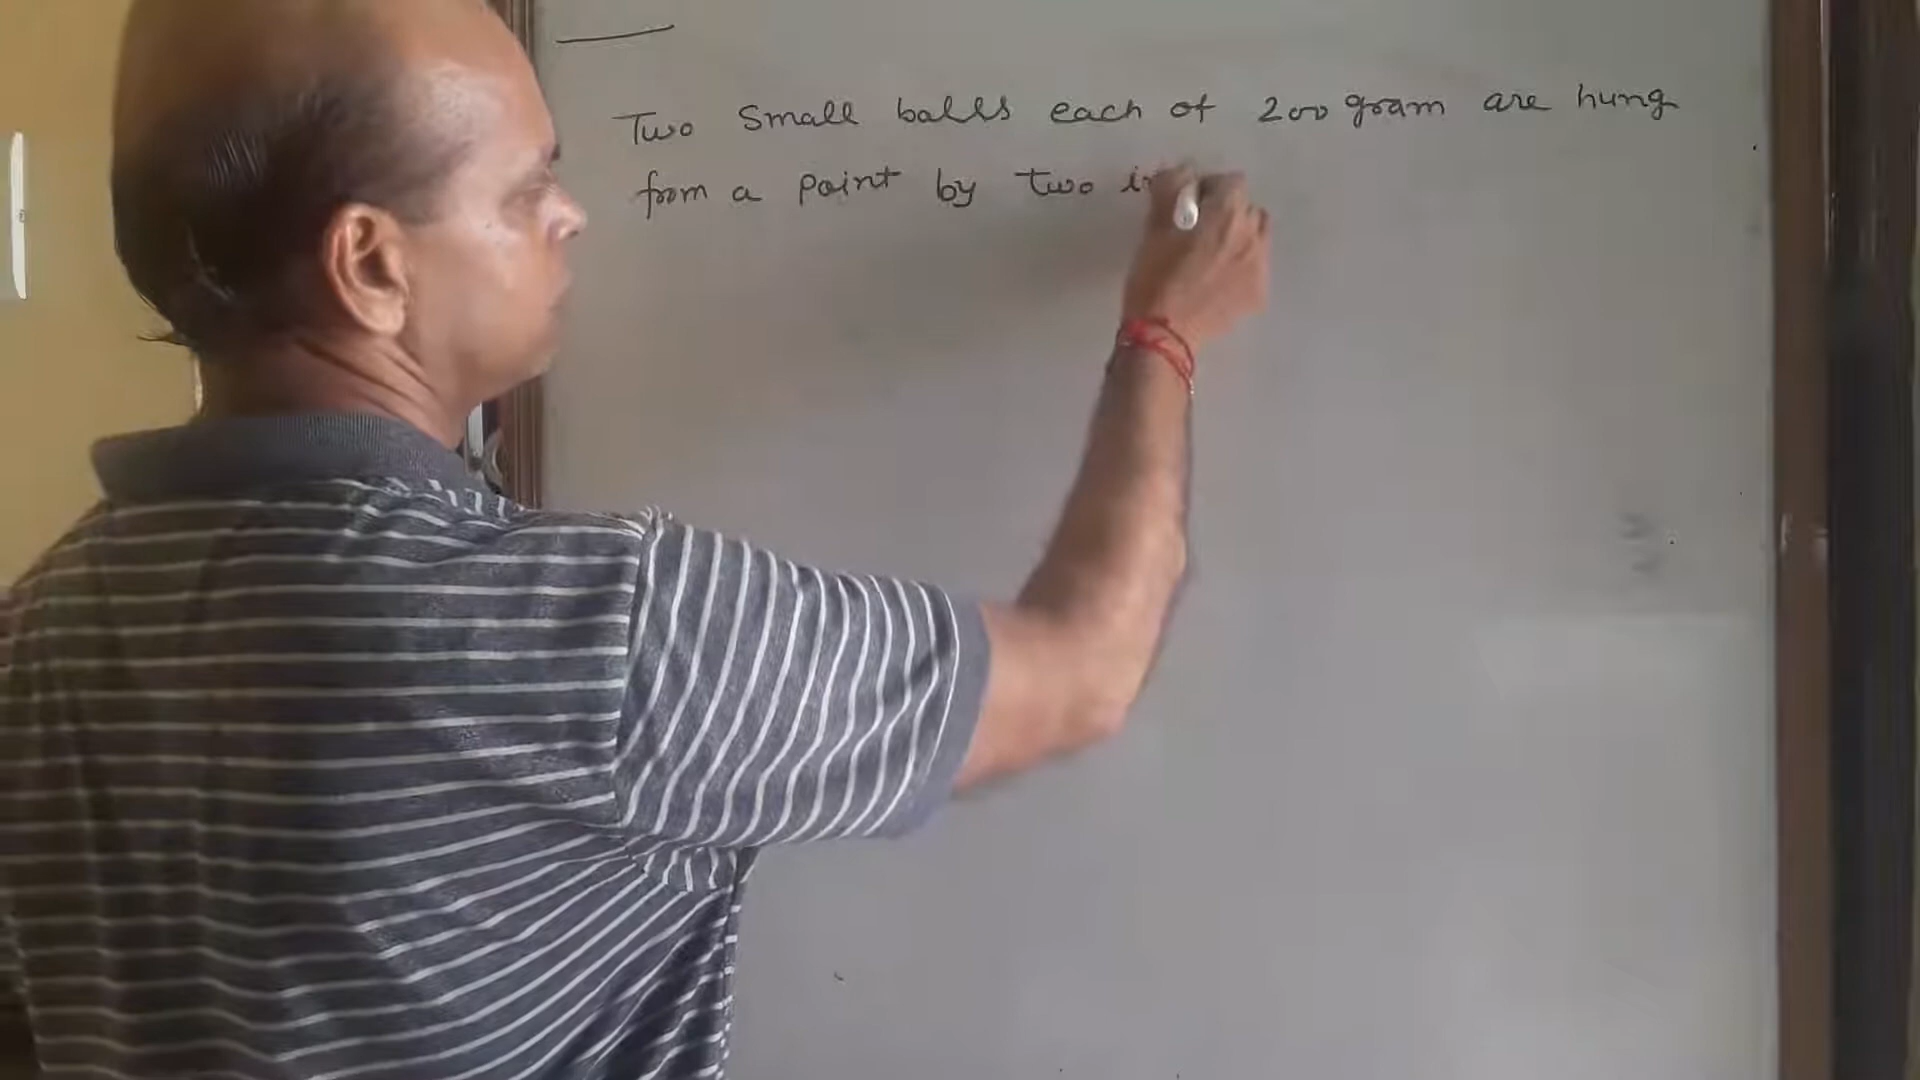 Two Small balls each of 200 gram are hung
from a point by two